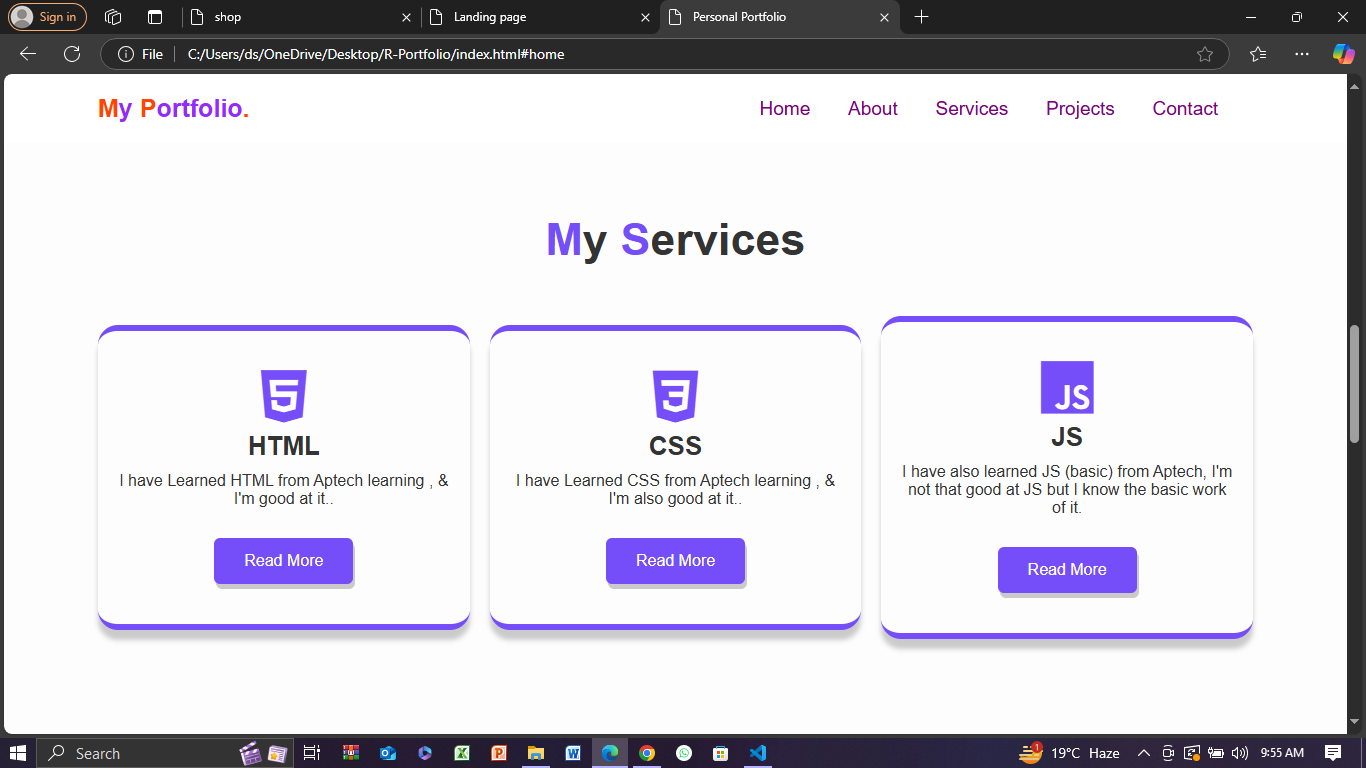 Sign in
shop
Landing page
Personal Portfolio
File
C:/Users/ds/OneDrive/Desktop/R-Portfolio/index.html#home
My Portfolio.
Home About Services Projects Contact
My Services
5
HTML
I have Learned HTML from Aptech learning , &
I'm good at it..
Read More
3
CSS
I have Learned CSS from Aptech learning , &
I'm also good at it..
Read More
JS
JS
I have also learned JS (basic) from Aptech, I'm
not that good at JS but I know the basic work
of it.
Read More
Search
1
19°C Haze
9:55 AM